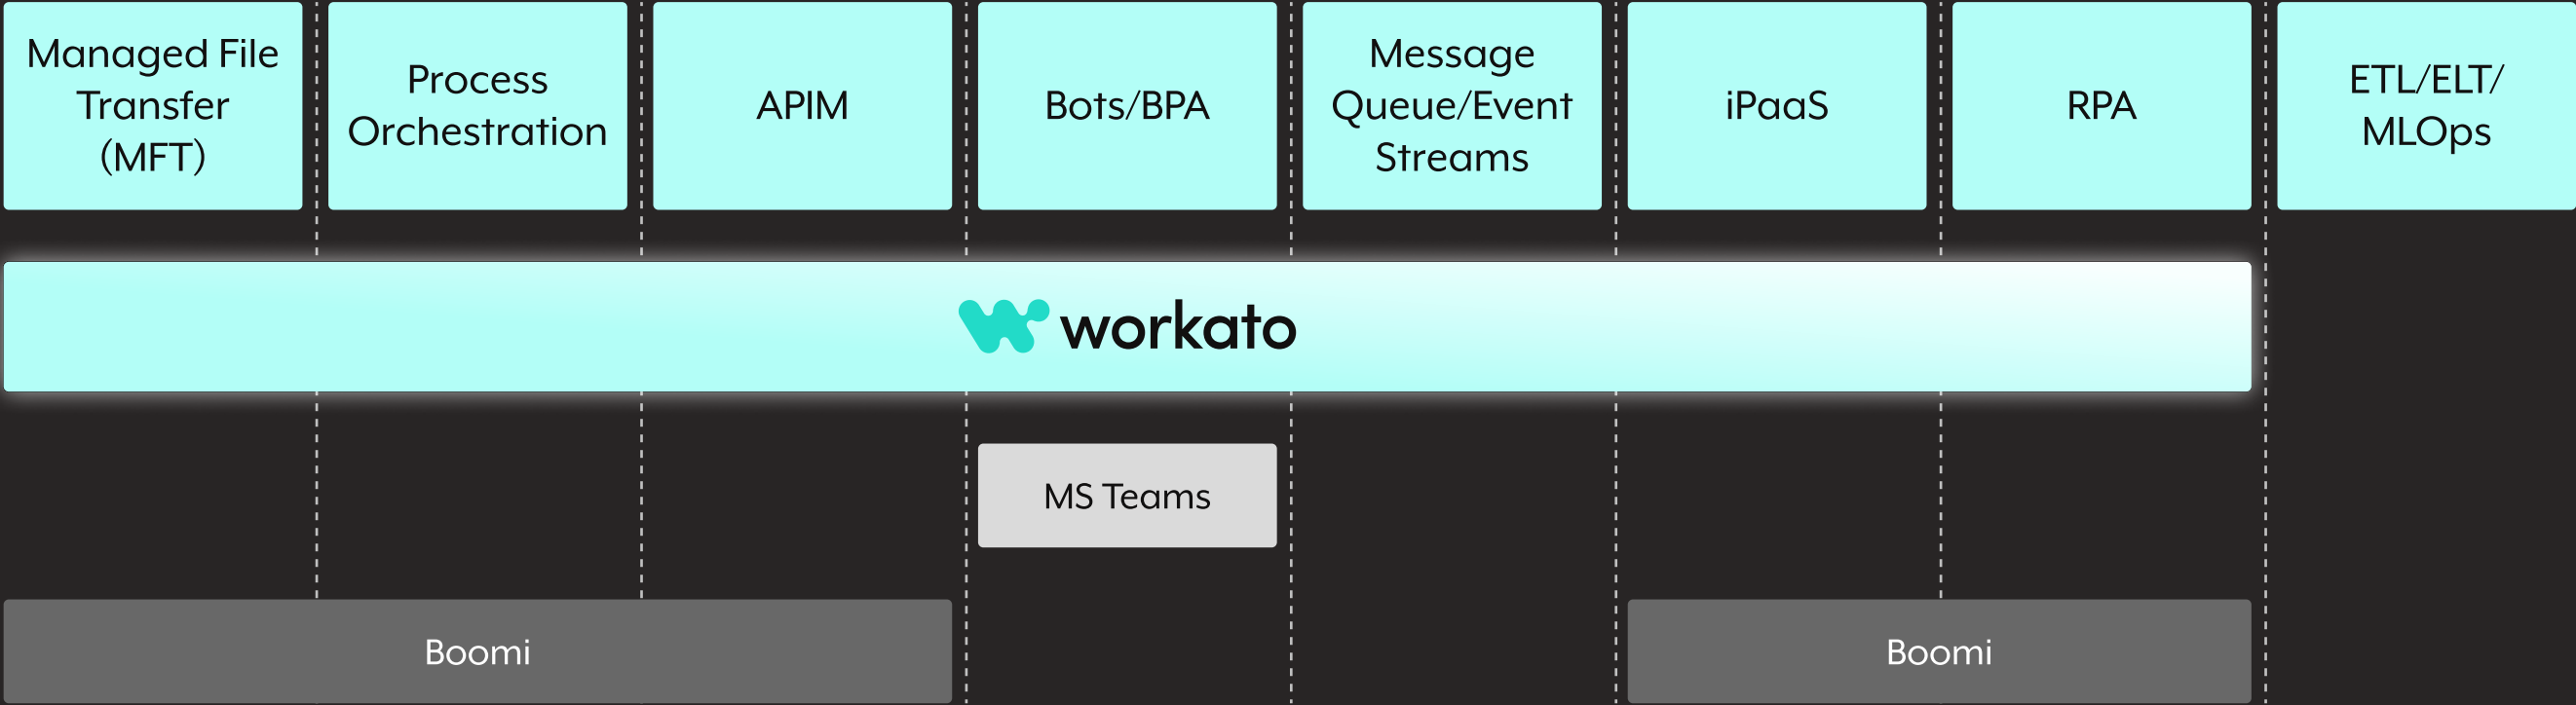 Managed File
Transfer
(MFT)
Process
Orchestration
APIM
Bots/BPA
Message
Queue/Event
Streams
iPaaS
RPA
ETL/ELT/
MLOps
workato
MS Teams
Boomi
Boomi